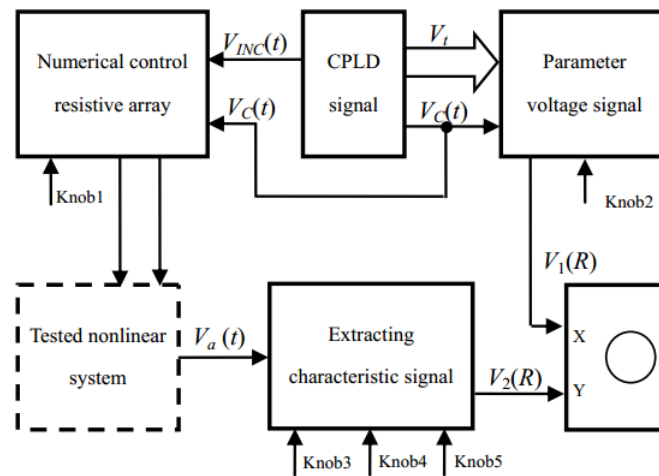 Numerical control
resistive array
V_INC(t)
V_C(t)
CPLD
signal
V_t
V_C(t)
Parameter
voltage signal
Knob1
Knob2
V_1(R)
Tested nonlinear
system
V_a (t)
Extracting
characteristic signal
V_2(R)
X
Y
Knob3
Knob4
Knob5